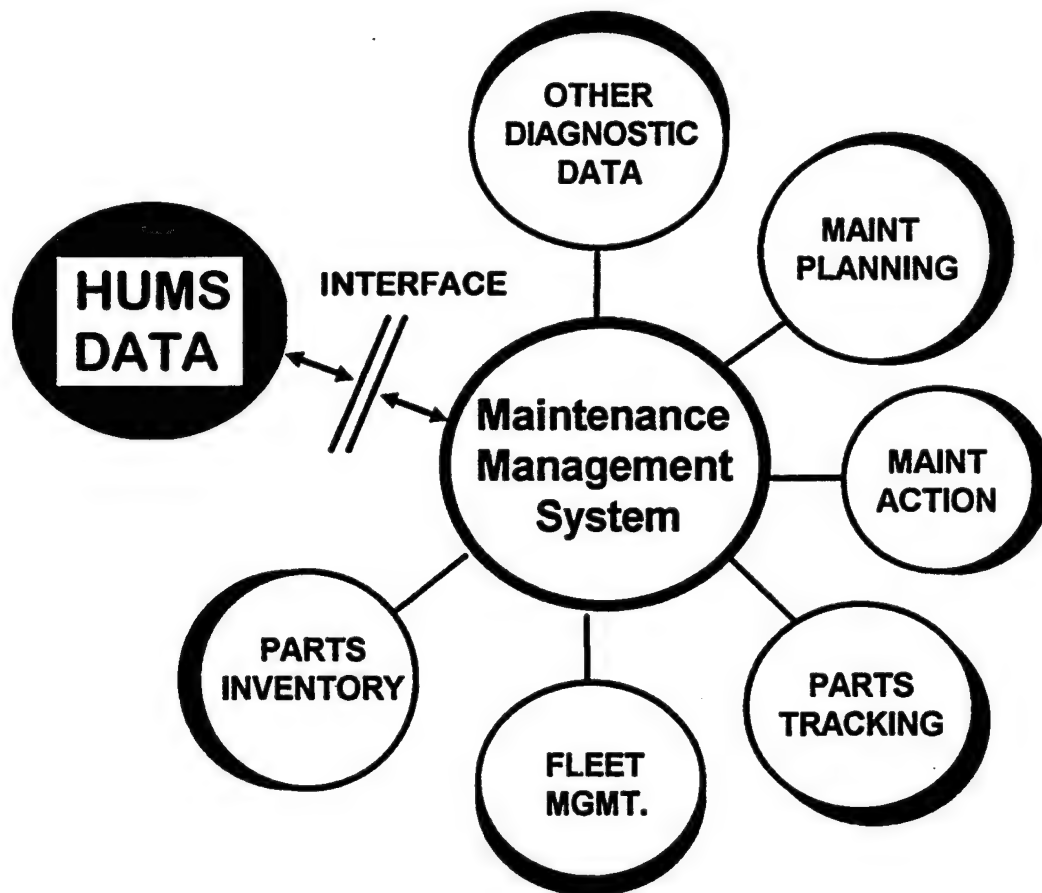 OTHER
DIAGNOSTIC
DATA
MAINT
PLANNING
HUMS
DATA
INTERFACE
Maintenance
Management
System
MAINT
ACTION
PARTS
INVENTORY
PARTS
TRACKING
FLEET
MGMT.